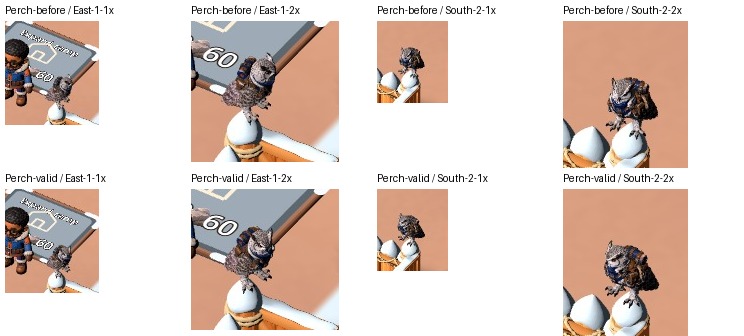 Perch-before / East-1-1x
Perch-before / East-1-2x
Perch-before / South-2-1x
Perch-before / South-2-2x
60
60
Perch-valid / East-1-1x
Perch-valid / East-1-2x
Perch-valid / South-2-1x
Perch-valid / South-2-2x
60
60